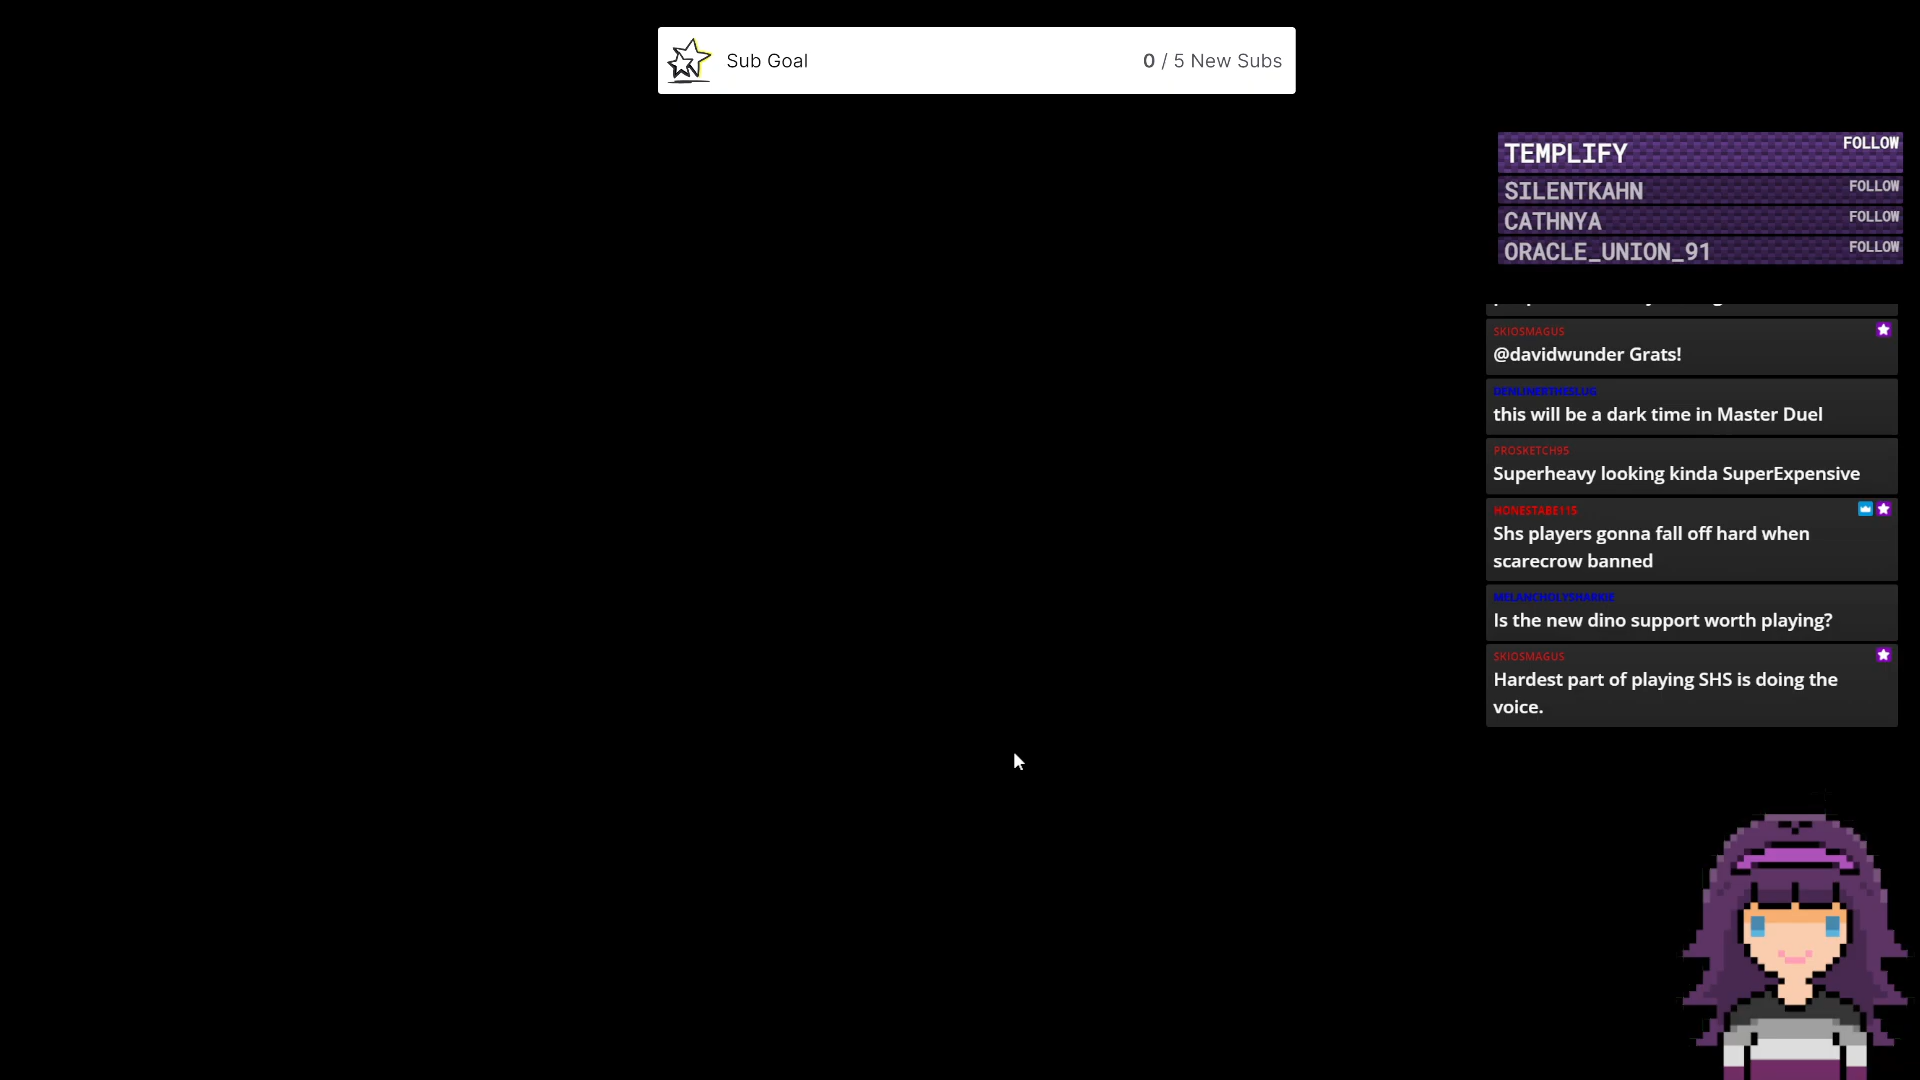 Sub Goal
0 / 5 New Subs
TEMPLIFY FOLLOW
SILENTKAHN FOLLOW
CATHNYA FOLLOW
ORACLE_UNION_91 FOLLOW
SKIOSMAGUS
@davidwunder Grats!
this will be a dark time in Master Duel
PROSKETCH95
Superheavy looking kinda SuperExpensive
HONESTABE115
Shs players gonna fall off hard when
scarecrow banned
MELANCHOLYSHARKIE
Is the new dino support worth playing?
SKIOSMAGUS
Hardest part of playing SHS is doing the
voice.